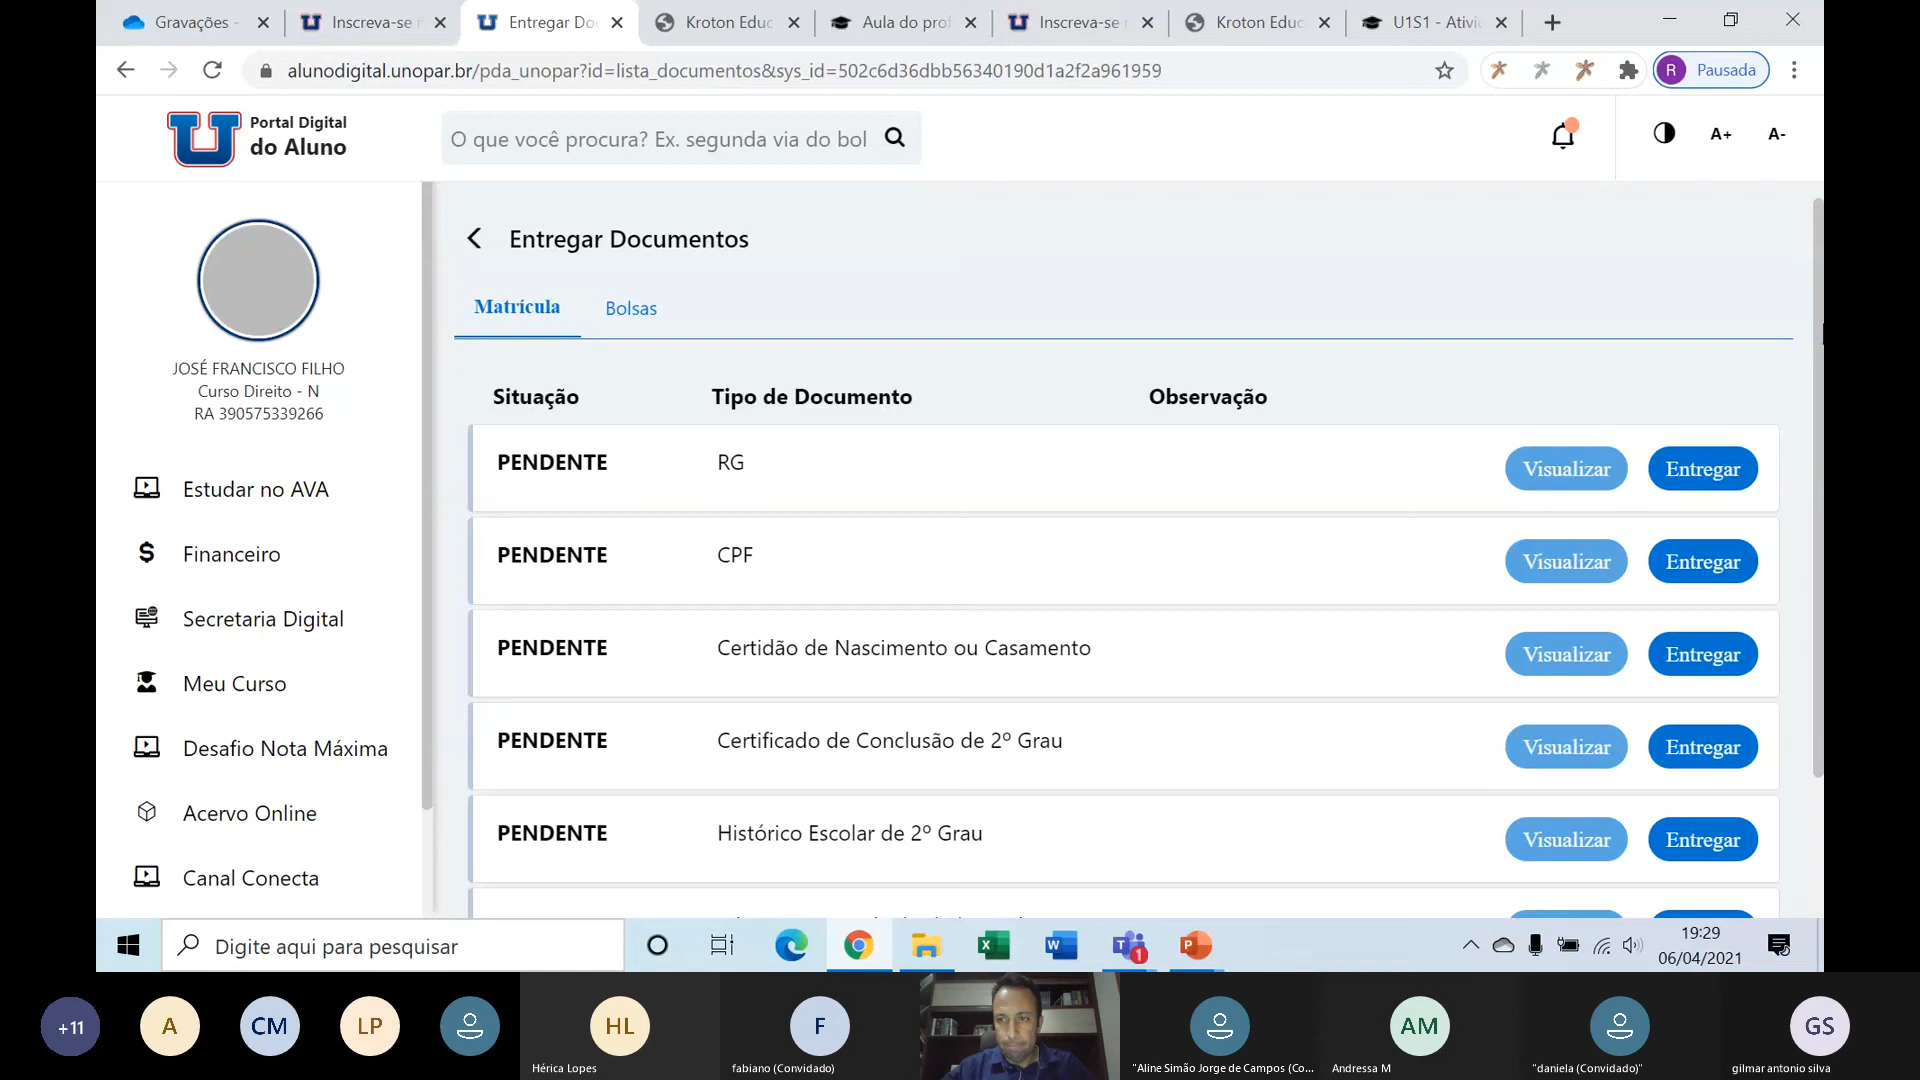 Gravações -
Inscreva-se
Entregar Do
Kroton Educ
Aula do prof
Inscreva-se
Kroton Educ
U1S1 - Ativi
alunodigital.unopar.br/pda_unopar?id=lista_documentos&sys_id=502c6d36dbb56340190d1a2f2a961959
R
Pausada
Portal Digital
do Aluno
O que você procura? Ex. segunda via do bol
A+
A-
JOSÉ FRANCISCO FILHO
Curso Direito - N
RA 390575339266
Estudar no AVA
Financeiro
Secretaria Digital
Meu Curso
Desafio Nota Máxima
Acervo Online
Canal Conecta
Entregar Documentos
Matrícula
Bolsas
Situação Tipo de Documento Observação
PENDENTE RG Visualizar Entregar
PENDENTE CPF Visualizar Entregar
PENDENTE Certidão de Nascimento ou Casamento Visualizar Entregar
PENDENTE Certificado de Conclusão de 2º Grau Visualizar Entregar
PENDENTE Histórico Escolar de 2º Grau Visualizar Entregar
Digite aqui para pesquisar
1
19:29
06/04/2021
+11
A
CM
LP
HL
F
AM
GS
Hérica Lopes
fabiano (Convidado)
"Aline Simão Jorge de Campos (Co...
Andressa M
"daniela (Convidado)"
gilmar antonio silva